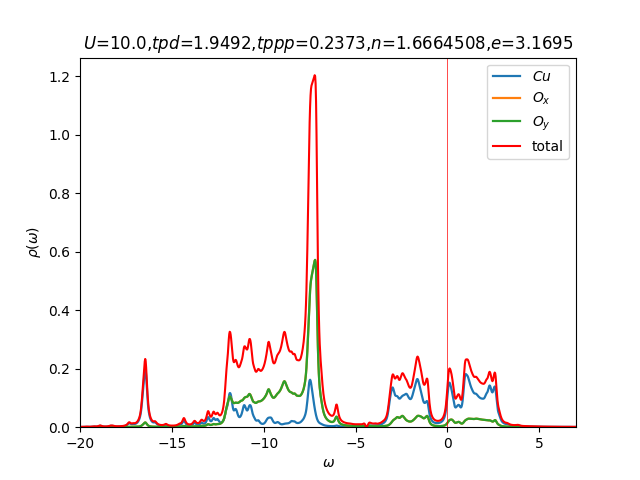 U=10.0,tpd=1.9492,tppp=0.2373,n=1.6664508,e=3.1695
1.2
1.0
0.8
0.6
0.4
0.2
0.0
ρ(ω)
Cu
Oₓ
O_y
total
−20 −15 −10 −5 0 5
ω